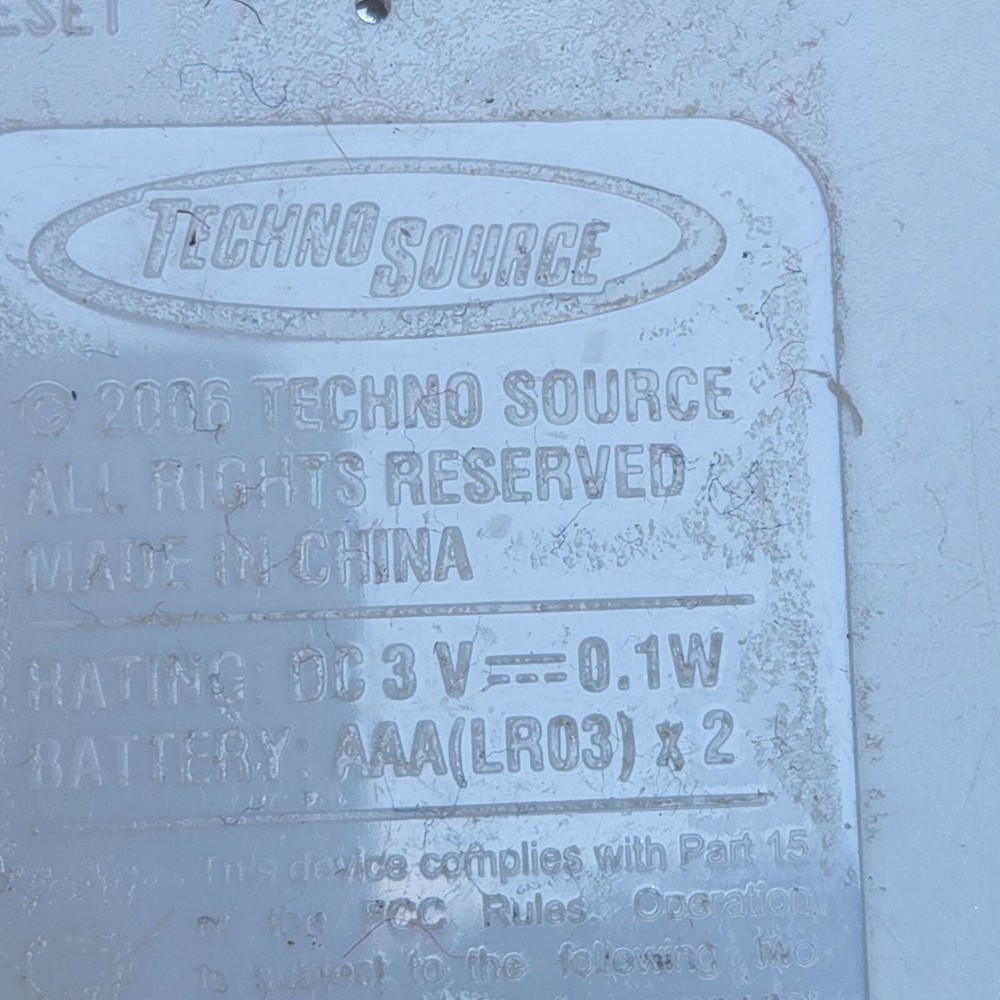 ESET
TECHNO SOURCE
© 2006 TECHNO SOURCE
ALL RIGHTS RESERVED
MADE IN CHINA
RATING: DC 3 V ⎓ 0.1W
BATTERY: AAA(LR03) x 2
This device complies with Part 15
of the FCC Rules. Operation
is subject to the following two